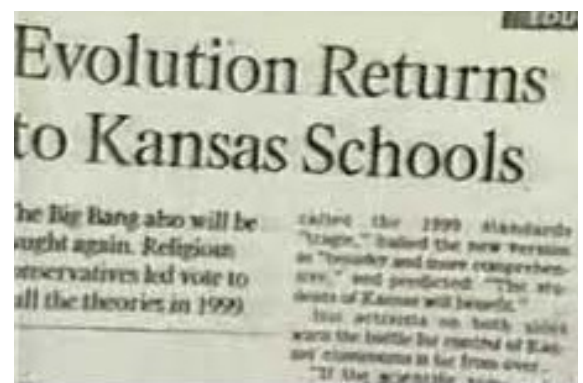 EDU
Evolution Returns
to Kansas Schools
he Big Bang also will be
ught again. Religious
onservatives led vote to
all the theories in 1999
called the 1999 standards
"tragic," hailed the new version
as "broader and more comprehen-
sive," and predicted: "The stu-
dents of Kansas will benefit."
But activists on both sides
warn the battle for control of Kan-
sas classrooms is far from over.
"If the scientific